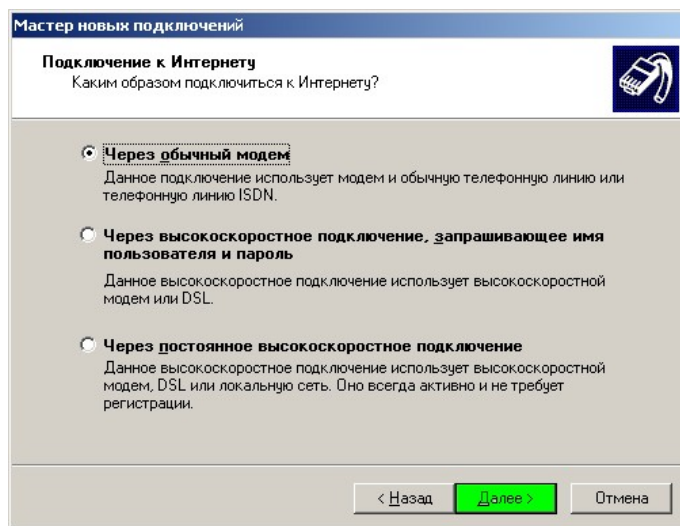 Мастер новых подключений
Подключение к Интернету
Каким образом подключиться к Интернету?
Через обычный модем
Данное подключение использует модем и обычную телефонную линию или
телефонную линию ISDN.
Через высокоскоростное подключение, запрашивающее имя
пользователя и пароль
Данное высокоскоростное подключение использует высокоскоростной
модем или DSL.
Через постоянное высокоскоростное подключение
Данное высокоскоростное подключение использует высокоскоростной
модем, DSL или локальную сеть. Оно всегда активно и не требует
регистрации.
< Назад Далее > Отмена